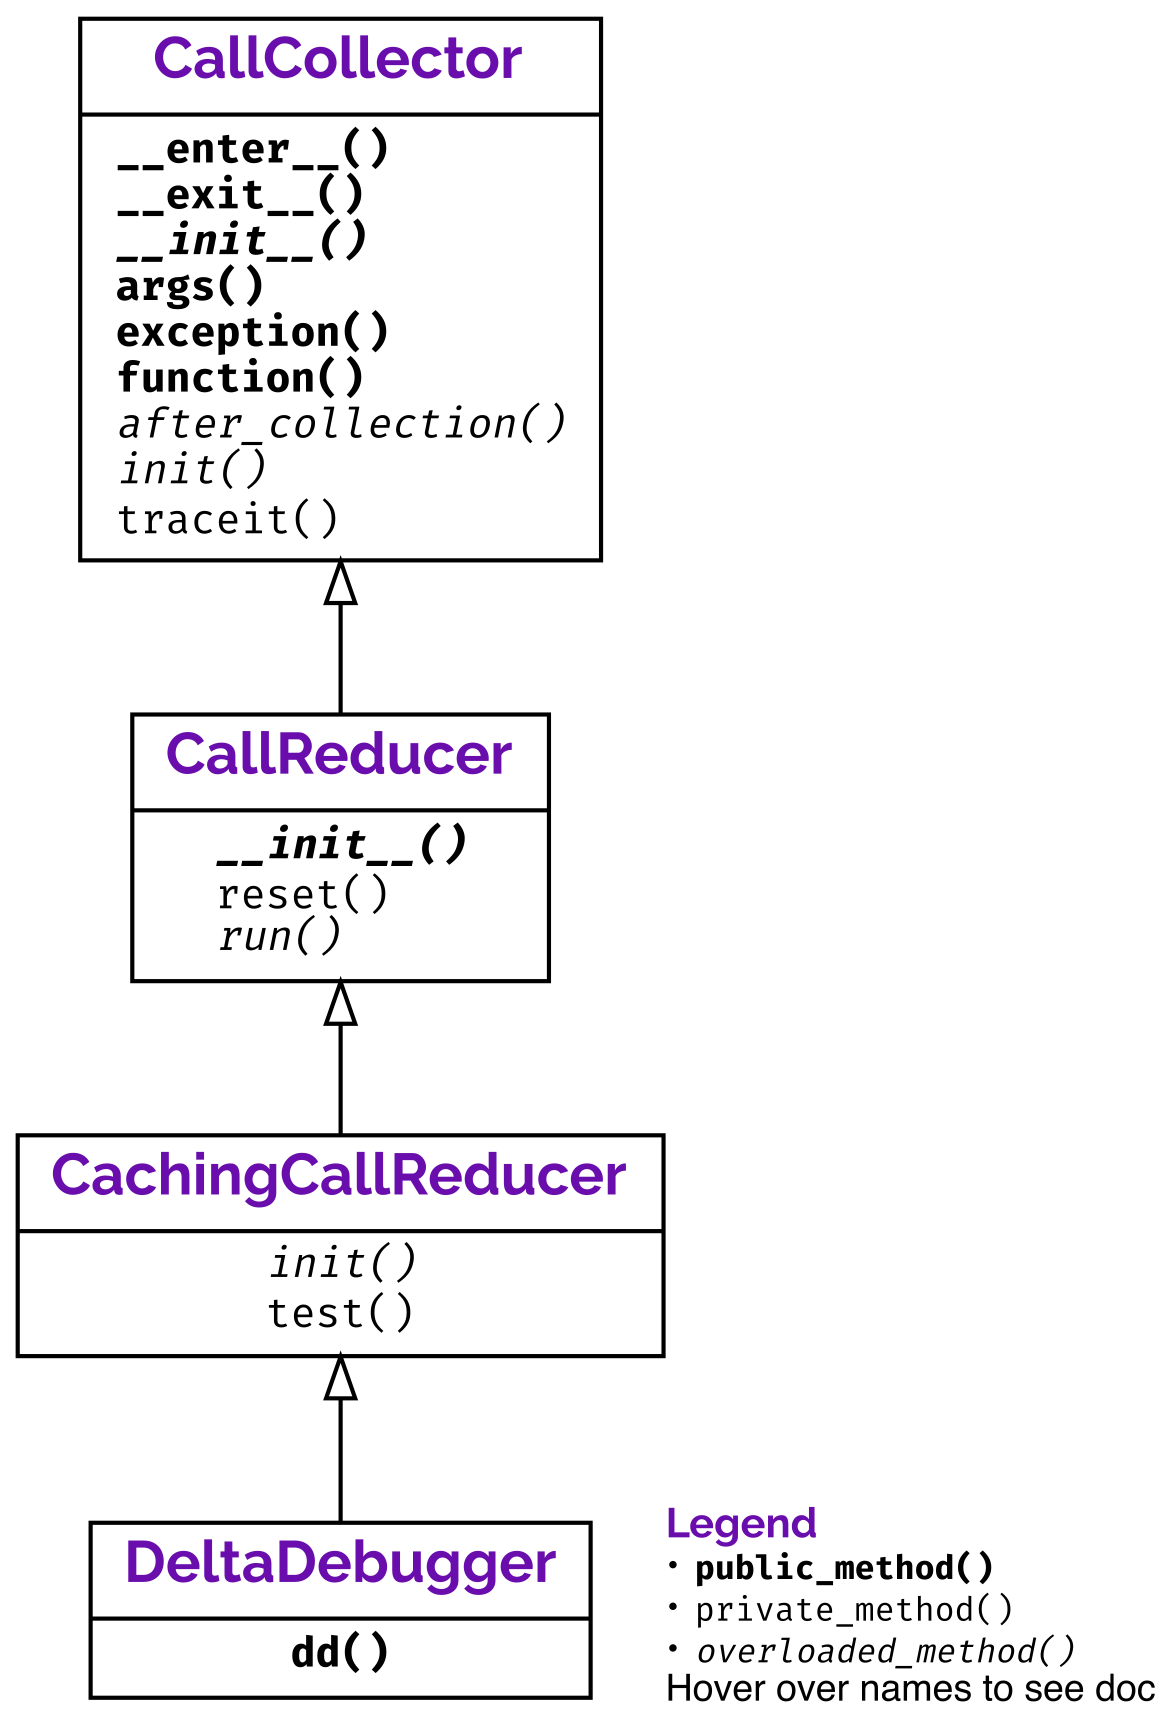 CallCollector
__enter__()
__exit__()
__init__()
args()
exception()
function()
after_collection()
init()
traceit()
CallReducer
__init__()
reset()
run()
CachingCallReducer
init()
test()
DeltaDebugger
dd()
Legend
• public_method()
• private_method()
• overloaded_method()
Hover over names to see doc